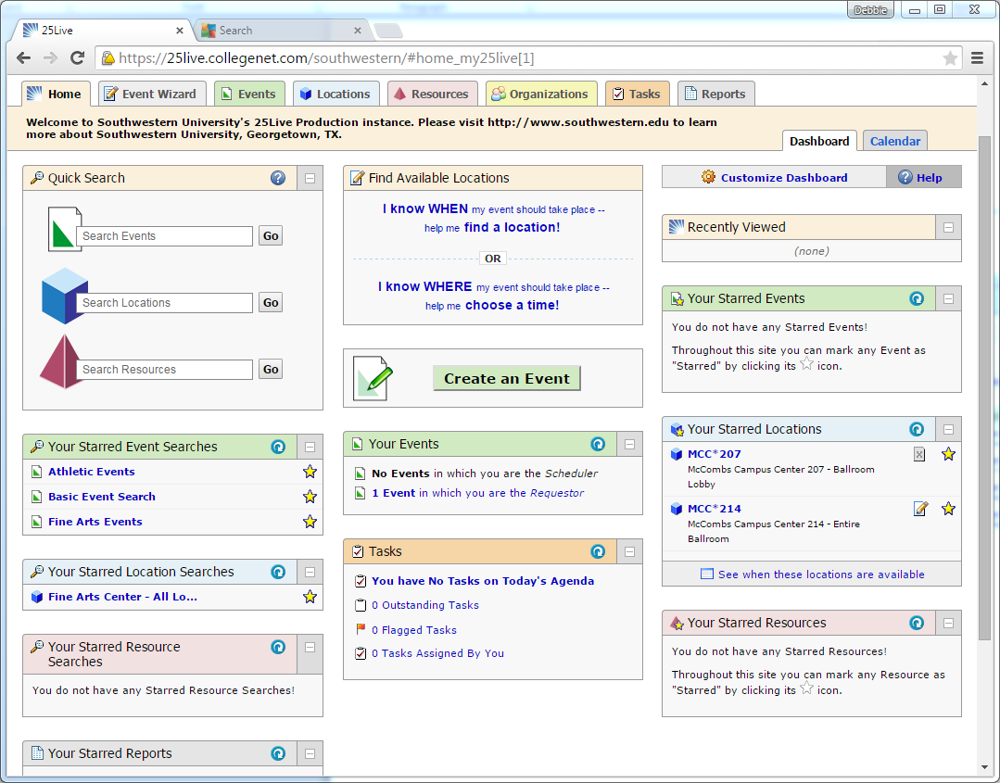 Debbie
25Live
Search
https://25live.collegenet.com/southwestern/#home_my25live[1]
Home
Event Wizard
Events
Locations
Resources
Organizations
Tasks
Reports
Welcome to Southwestern University's 25Live Production instance. Please visit http://www.southwestern.edu to learn
more about Southwestern University, Georgetown, TX.
Dashboard
Calendar
Quick Search
Search Events
Go
Search Locations
Go
Search Resources
Go
Your Starred Event Searches
Athletic Events
Basic Event Search
Fine Arts Events
Your Starred Location Searches
Fine Arts Center - All Lo...
Your Starred Resource
Searches
You do not have any Starred Resource Searches!
Your Starred Reports
Find Available Locations
I know WHEN my event should take place --
help me find a location!
OR
I know WHERE my event should take place --
help me choose a time!
Create an Event
Your Events
No Events in which you are the Scheduler
1 Event in which you are the Requestor
Tasks
You have No Tasks on Today's Agenda
0 Outstanding Tasks
0 Flagged Tasks
0 Tasks Assigned By You
Customize Dashboard
Help
Recently Viewed
(none)
Your Starred Events
You do not have any Starred Events!
Throughout this site you can mark any Event as
"Starred" by clicking its icon.
Your Starred Locations
MCC*207
McCombs Campus Center 207 - Ballroom
Lobby
MCC*214
McCombs Campus Center 214 - Entire
Ballroom
See when these locations are available
Your Starred Resources
You do not have any Starred Resources!
Throughout this site you can mark any Resource as
"Starred" by clicking its icon.